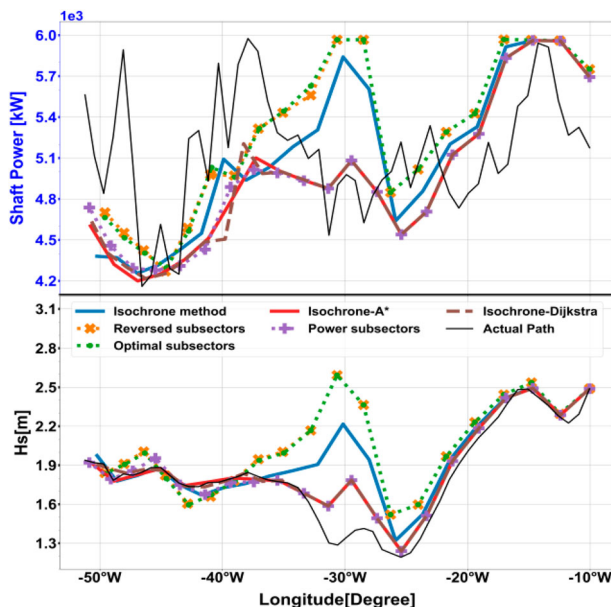 1e3
6.0
5.7
5.4
5.1
4.8
4.5
4.2
Shaft Power [kW]
3.1
2.8
2.5
2.2
1.9
1.6
1.3
Hs[m]
Isochrone method
Isochrone-A*
Isochrone-Dijkstra
Reversed subsectors
Power subsectors
Actual Path
Optimal subsectors
-50°W -40°W -30°W -20°W -10°W
Longitude[Degree]